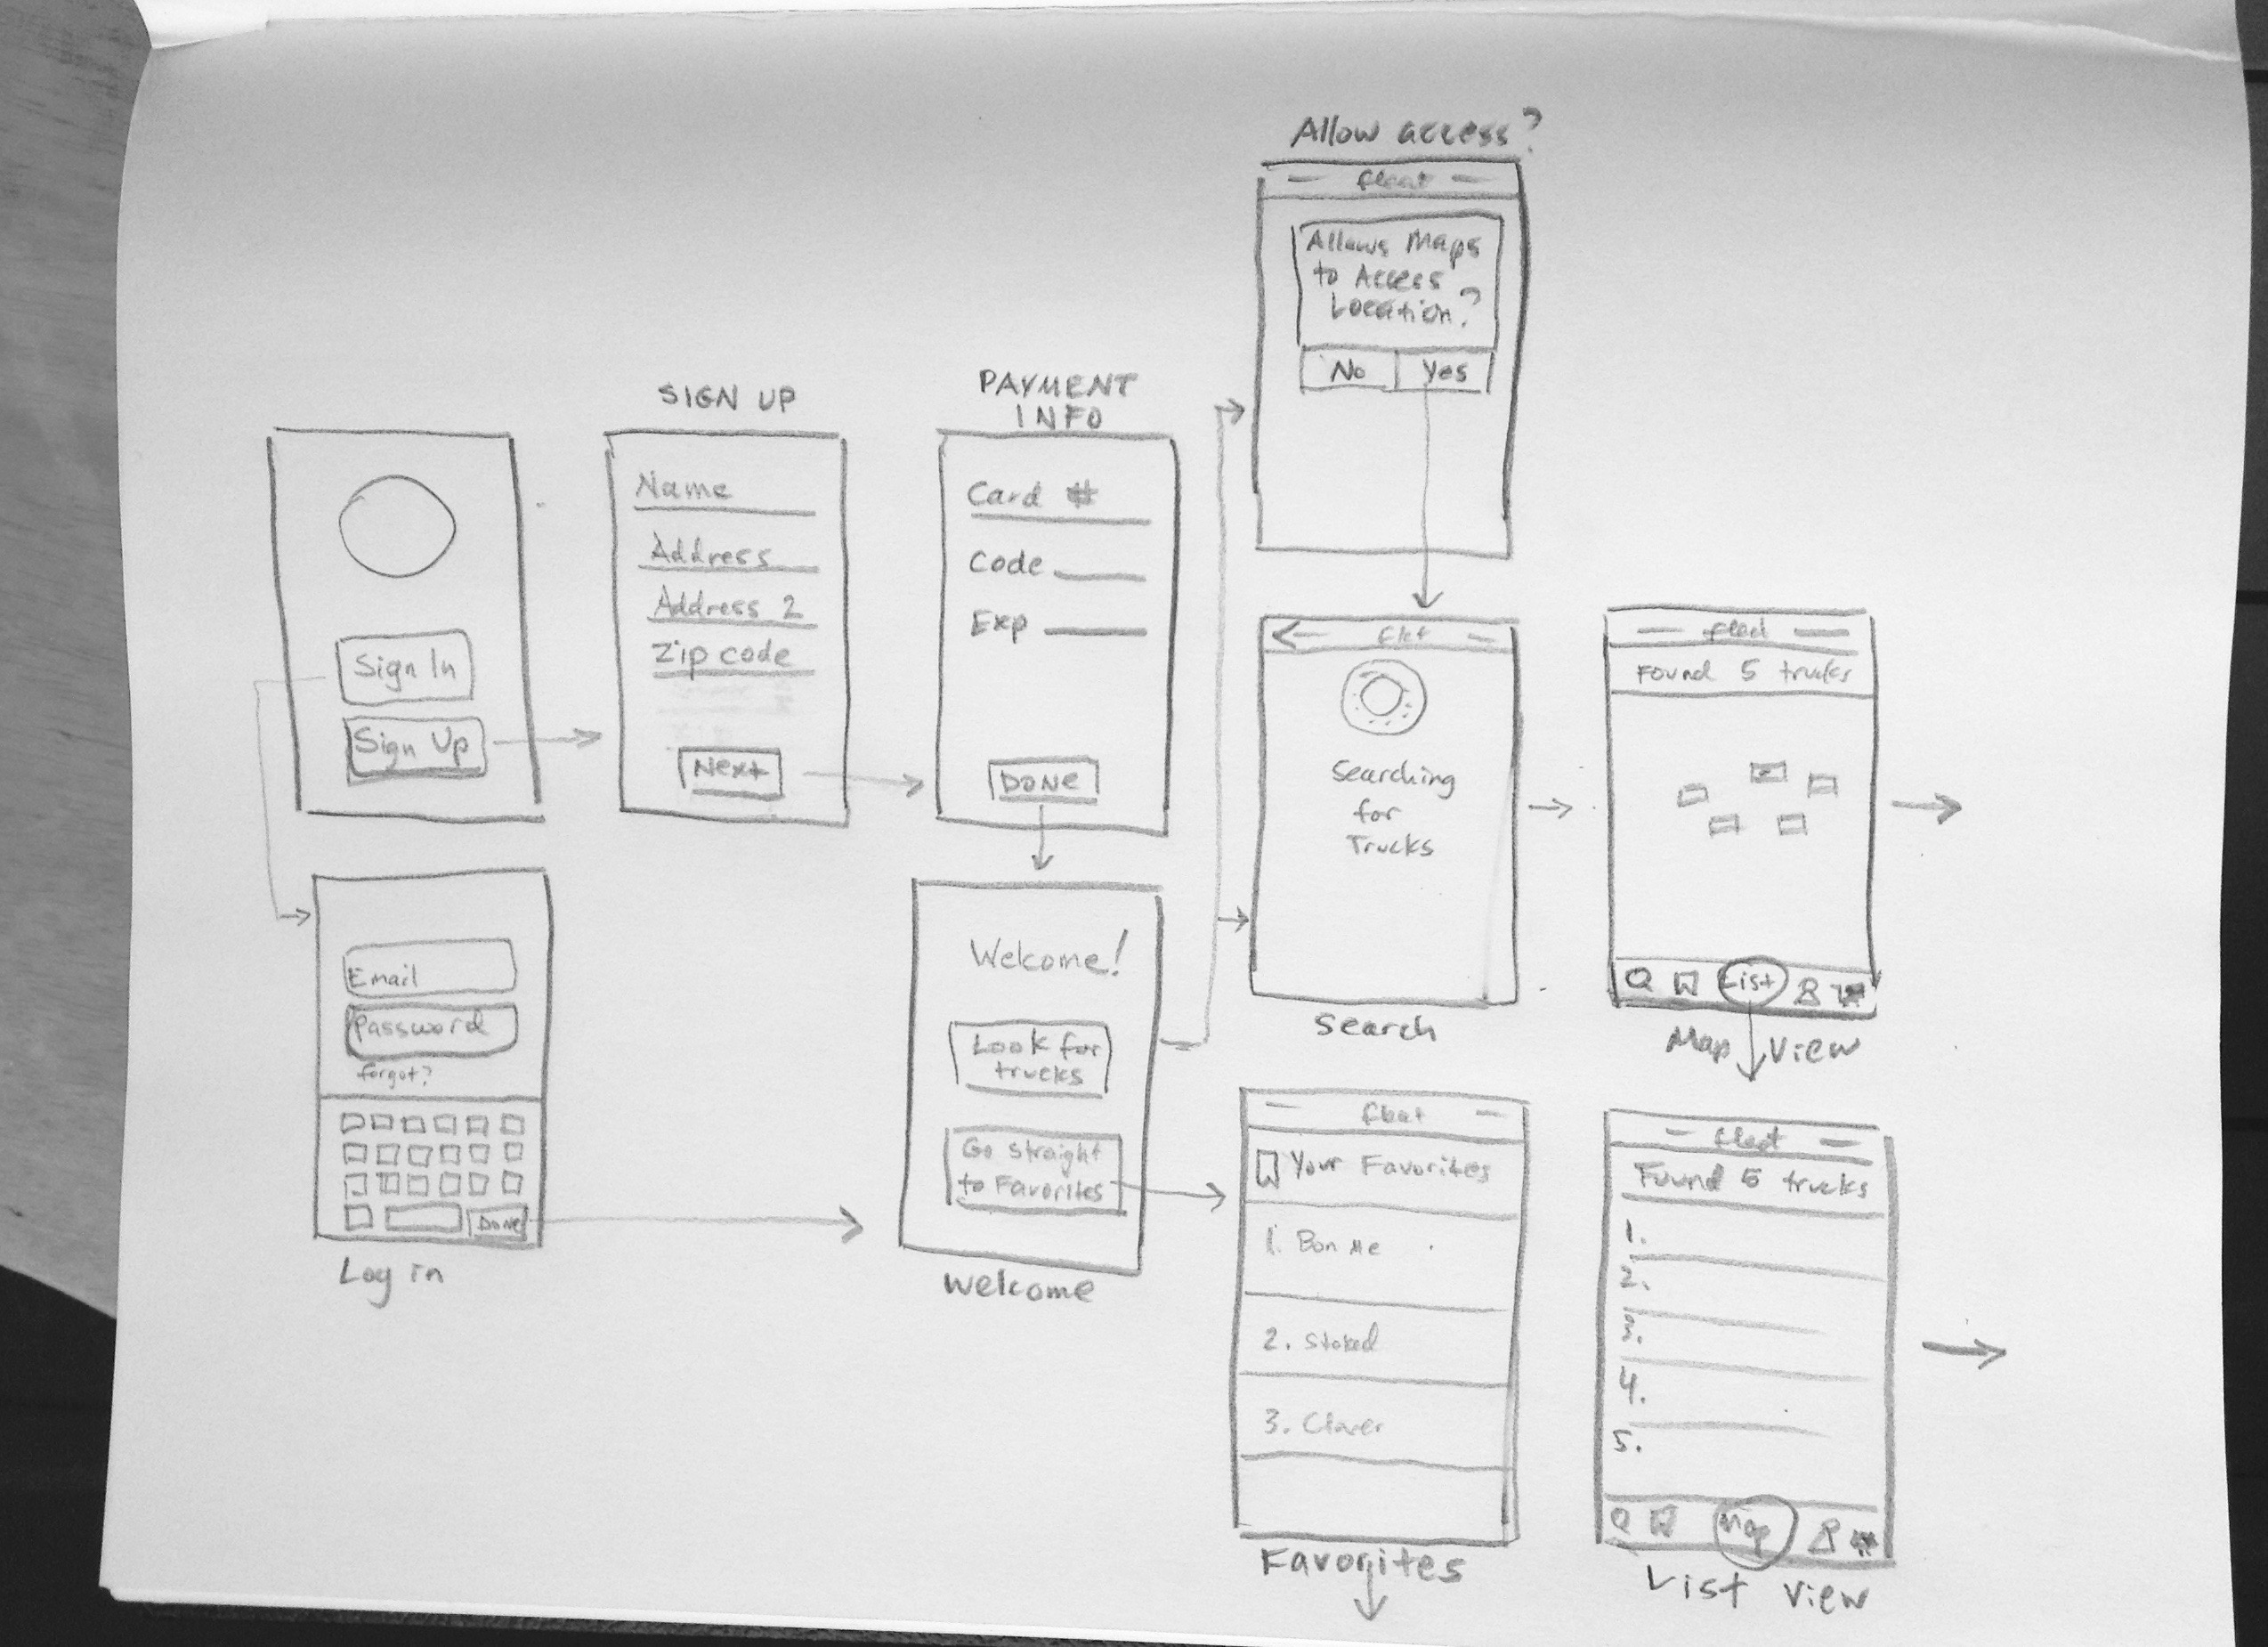 Allow access?
fleat
Allows Maps
to Access
Location?
No
Yes
SIGN UP
PAYMENT
INFO
Sign In
Sign Up
Name
Address
Address 2
Zip code
Next
Card #
Code
Exp
DONE
Searching
for
Trucks
Search
Found 5 trucks
List
Map View
Email
Password
forgot?
Done
Log in
Welcome!
Look for
trucks
Go straight
to Favorites
Welcome
fleat
Your Favorites
1. Bon Me
2. Stoked
3. Clover
Favorites
fleat
Found 5 trucks
1.
2.
3.
4.
5.
Map
List View